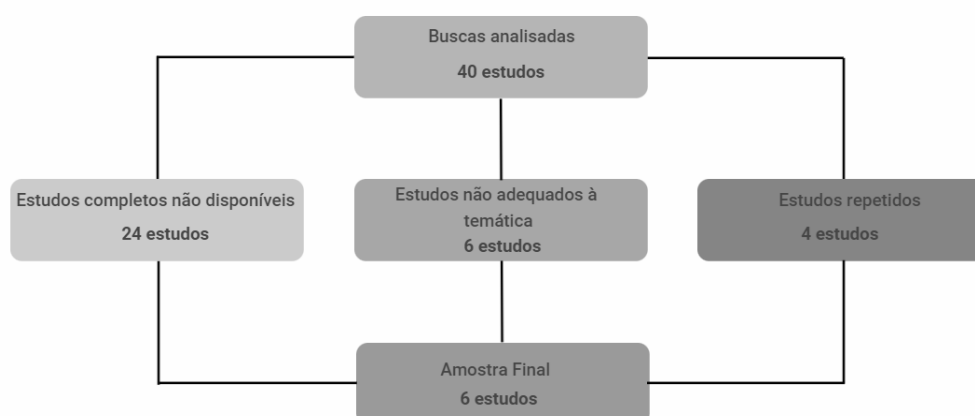 Buscas analisadas
40 estudos
Estudos completos não disponíveis
24 estudos
Estudos não adequados à
temática
6 estudos
Estudos repetidos
4 estudos
Amostra Final
6 estudos